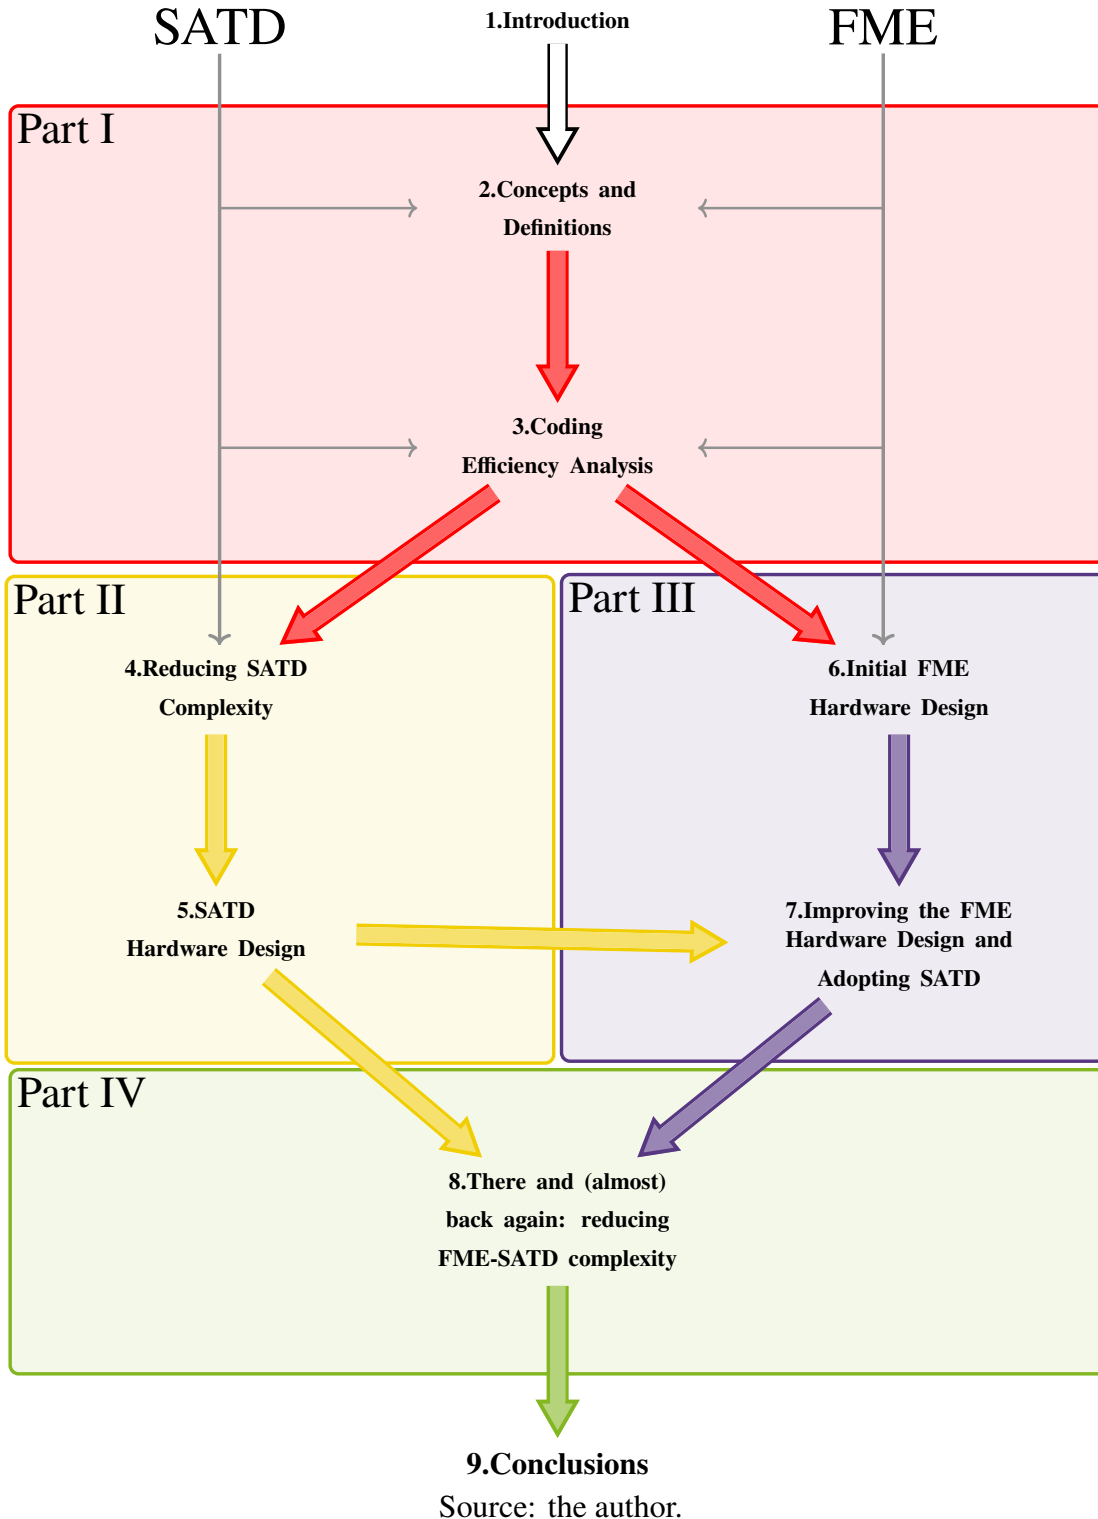 SATD
1.Introduction
FME
Part I
2.Concepts and
Definitions
3.Coding
Efficiency Analysis
Part II
Part III
4.Reducing SATD
Complexity
6.Initial FME
Hardware Design
5.SATD
Hardware Design
7.Improving the FME
Hardware Design and
Adopting SATD
Part IV
8.There and (almost)
back again: reducing
FME-SATD complexity
9.Conclusions
Source: the author.